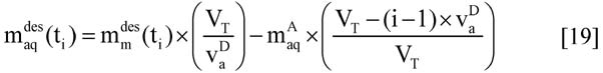 m_aq^des(t_i) = m_m^des(t_i) × (V_T / v_a^D) − m_aq^A × ((V_T − (i − 1) × v_a^D) / V_T) [19]